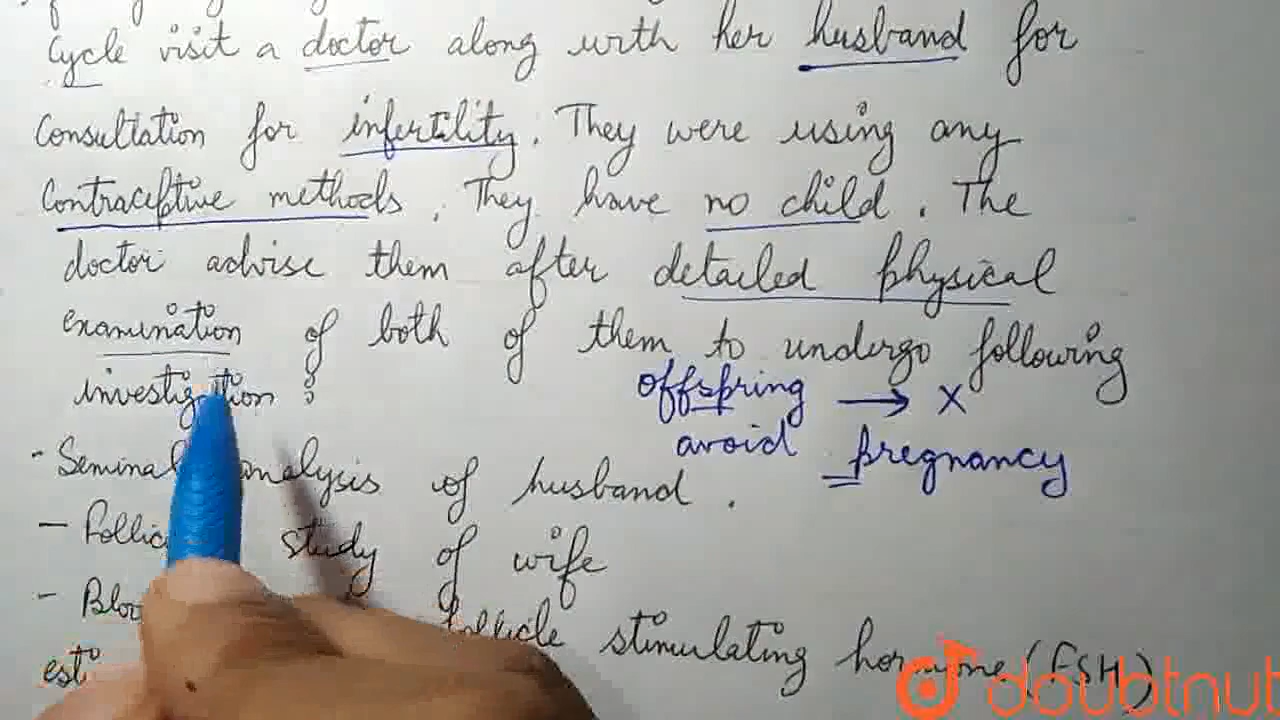 Cycle visit a doctor along with her husband for
Consultation for infertility. They were using any
Contraceptive methods. They have no child. The
doctor advise them after detailed physical
examination of both of them to undergo following
investigation :
offspring → X
avoid pregnancy
- Seminal analysis of husband.
- study of wife
- follicle stimulating hormone (FSH)
doubtnut